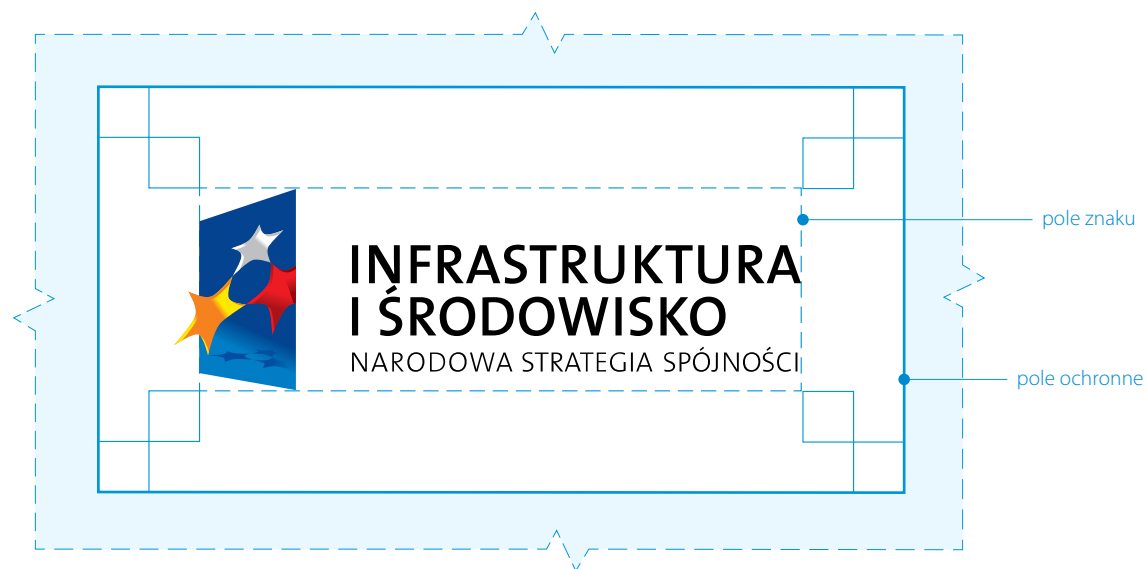 INFRASTRUKTURA
I ŚRODOWISKO
NARODOWA STRATEGIA SPÓJNOŚCI
pole znaku
pole ochronne